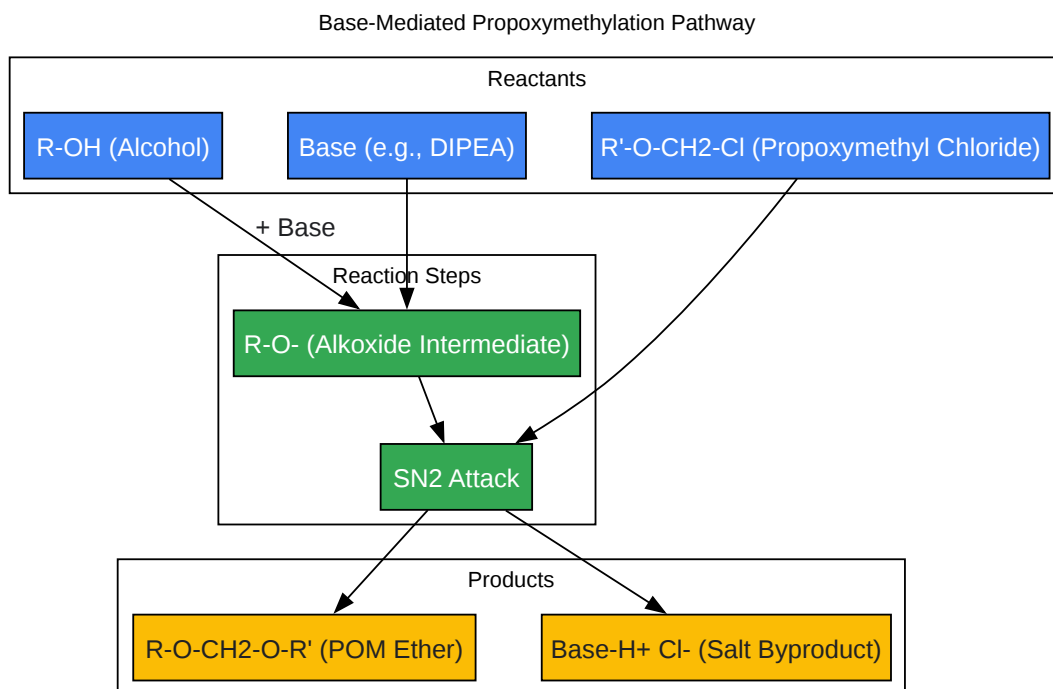 Base-Mediated Propoxymethylation Pathway
Reactants
R-OH (Alcohol)
Base (e.g., DIPEA)
R'-O-CH2-Cl (Propoxymethyl Chloride)
+ Base
Reaction Steps
R-O- (Alkoxide Intermediate)
SN2 Attack
Products
R-O-CH2-O-R' (POM Ether)
Base-H+ Cl- (Salt Byproduct)